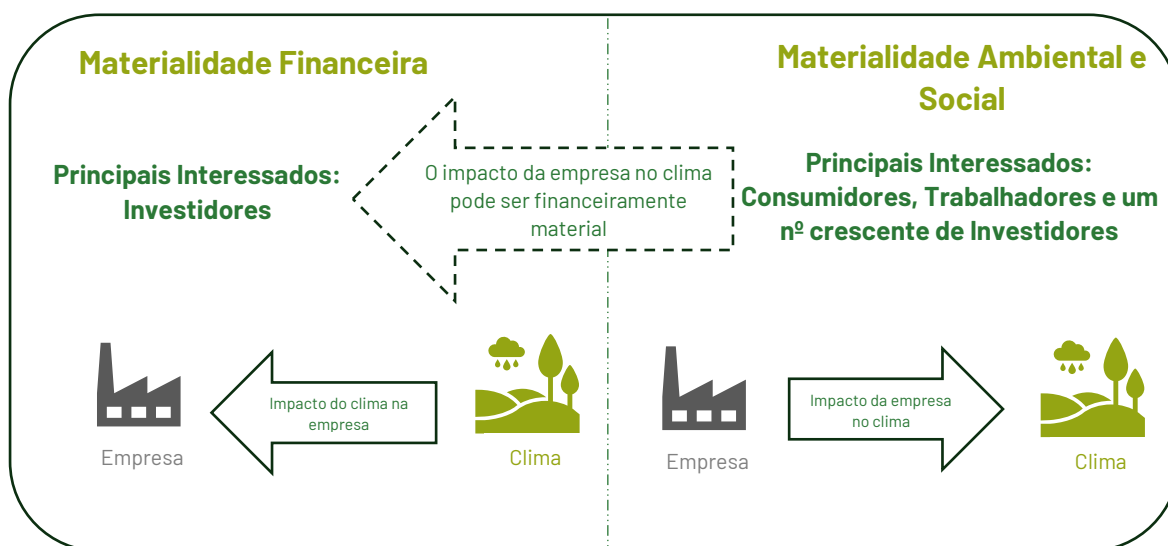 Materialidade Financeira
Principais Interessados:
Investidores
O impacto da empresa no clima
pode ser financeiramente
material
Materialidade Ambiental e
Social
Principais Interessados:
Consumidores, Trabalhadores e um
nº crescente de Investidores
Impacto do clima na
empresa
Empresa
Clima
Impacto da empresa
no clima
Empresa
Clima